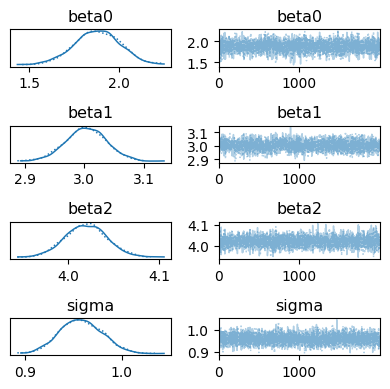 beta0 beta0
2.0
1.5
1.5 2.0 0 1000
beta1 beta1
3.1
3.0
2.9
2.9 3.0 3.1 0 1000
beta2 beta2
4.1
4.0
4.0 4.1 0 1000
sigma sigma
1.0
0.9
0.9 1.0 0 1000